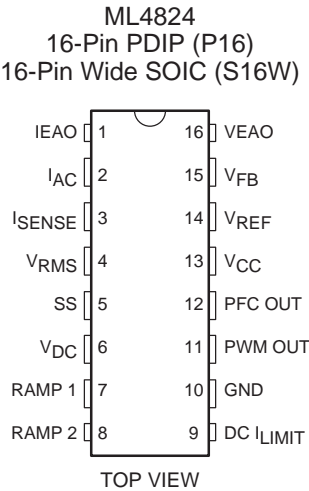 ML4824
16-Pin PDIP (P16)
16-Pin Wide SOIC (S16W)
IEAO 1 16 VEAO
IAC 2 15 VFB
ISENSE 3 14 VREF
VRMS 4 13 VCC
SS 5 12 PFC OUT
VDC 6 11 PWM OUT
RAMP 1 7 10 GND
RAMP 2 8 9 DC ILIMIT
TOP VIEW